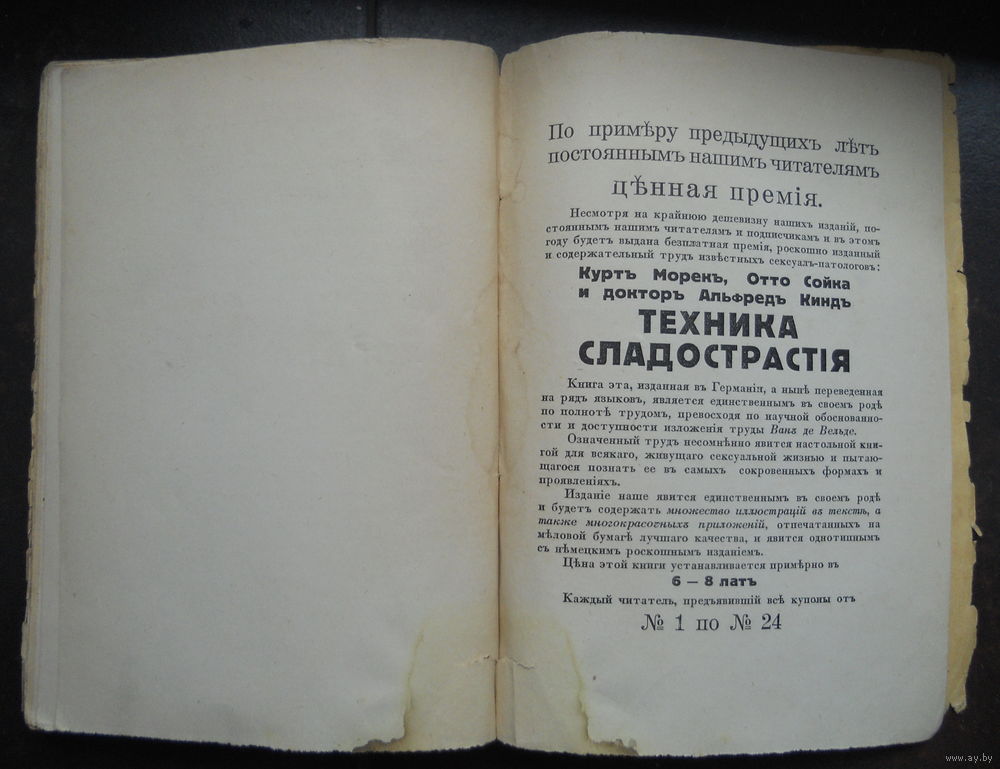 По примѣру предыдущихъ лѣтъ
постояннымъ нашимъ читателямъ
цѣнная премія.
Несмотря на крайнюю дешевизну нашихъ изданій, по-
стояннымъ нашимъ читателямъ и подписчикамъ и въ этомъ
году будетъ выдана безплатная премія, роскошно изданный
и содержательный трудъ извѣстныхъ сексуалъ-патологовъ:
Куртъ Морекъ, Отто Сойка
и докторъ Альфредъ Киндъ
ТЕХНИКА
СЛАДОСТРАСТІЯ
Книга эта, изданная въ Германіи, а нынѣ переведенная
на рядъ языковъ, является единственнымъ въ своемъ родѣ
по полнотѣ трудомъ, превосходя по научной обоснованно-
сти и доступности изложенія труды Ванъ де Вельде.
Означенный трудъ несомнѣнно явится настольной кни-
гой для всякаго, живущаго сексуальной жизнью и пытаю-
щагося познать ее въ самыхъ сокровенныхъ формахъ и
проявленіяхъ.
Изданіе наше явится единственнымъ въ своемъ родѣ
и будетъ содержать множество иллюстрацій въ текстѣ, а
также многокрасочныхъ приложеній, отпечатанныхъ на
мѣловой бумагѣ лучшаго качества, и явится однотипнымъ
съ нѣмецкимъ роскошнымъ изданіемъ.
Цѣна этой книги устанавливается примѣрно въ
6 — 8 латъ
Каждый читатель, предъявившій всѣ купоны отъ
№ 1 по № 24
www.ay.by